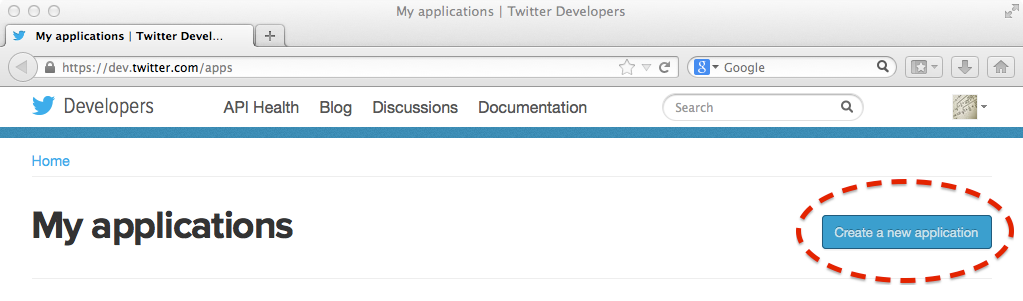 My applications | Twitter Developers
My applications | Twitter Devel...
https://dev.twitter.com/apps
Google
Developers
API Health
Blog
Discussions
Documentation
Search
Home
My applications
Create a new application